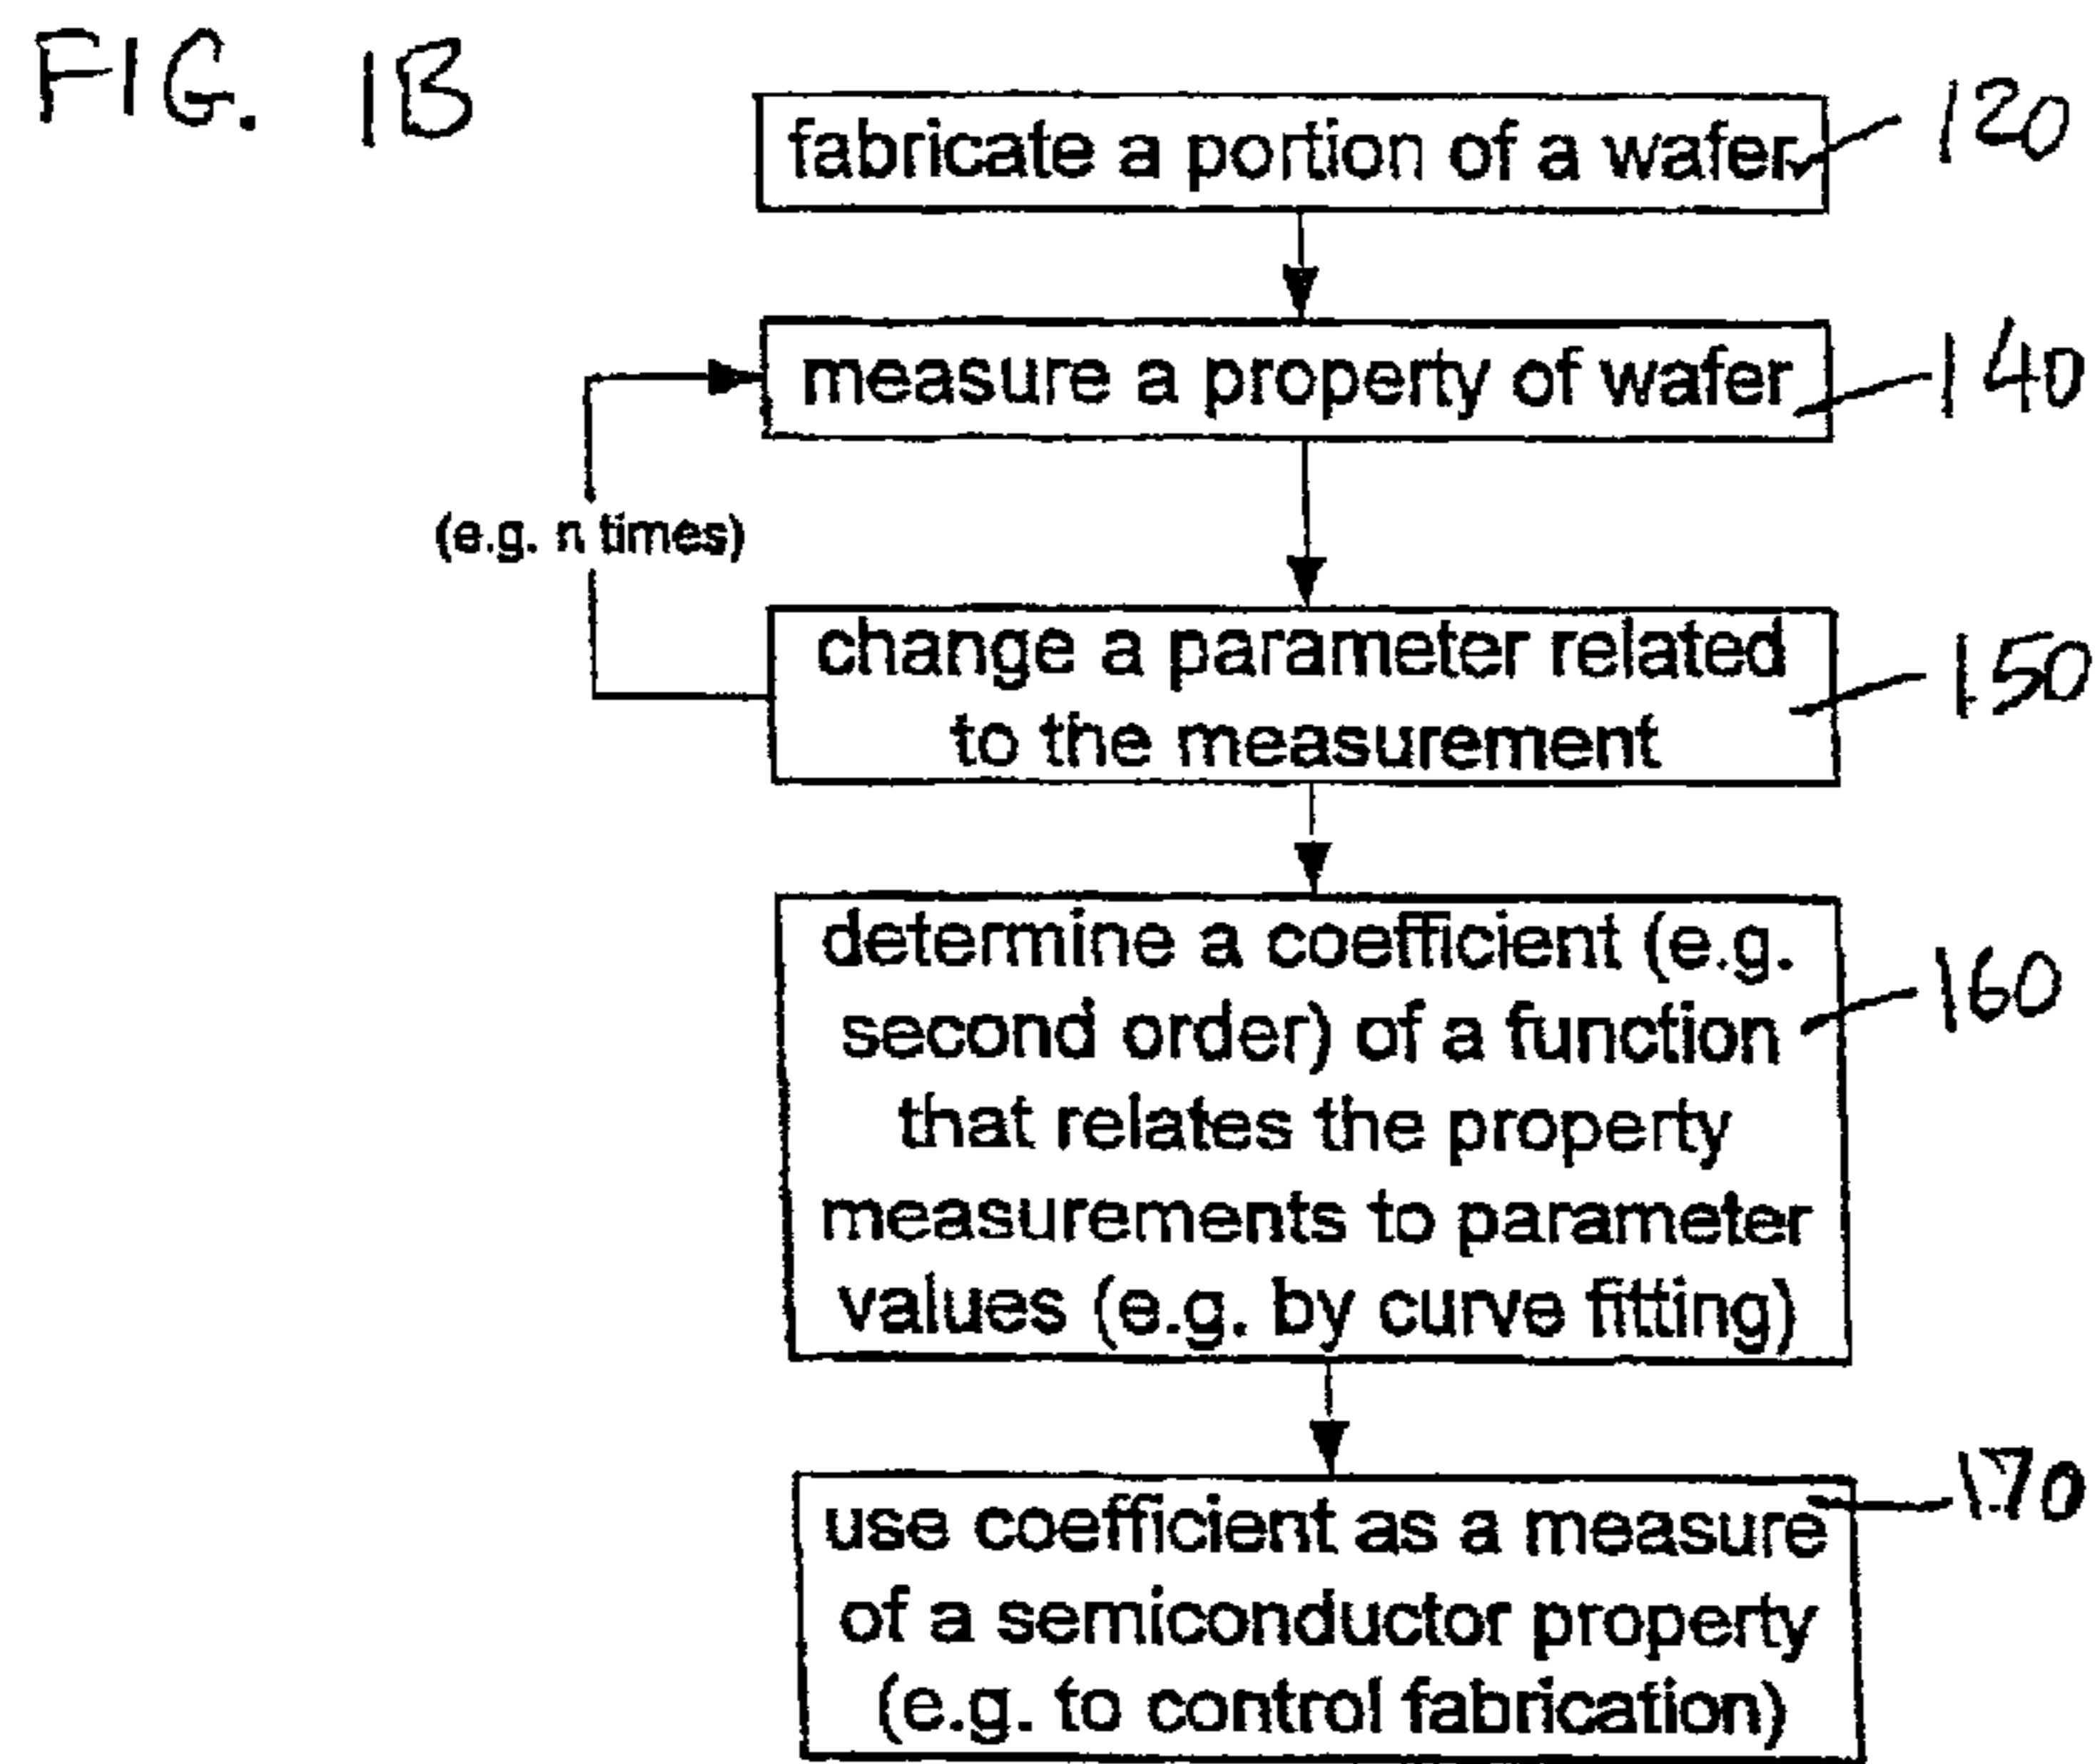 FIG. 1B
fabricate a portion of a wafer
120
measure a property of wafer
140
(e.g. n times)
change a parameter related
to the measurement
150
determine a coefficient (e.g.
second order) of a function
that relates the property
measurements to parameter
values (e.g. by curve fitting)
160
use coefficient as a measure
of a semiconductor property
(e.g. to control fabrication)
170